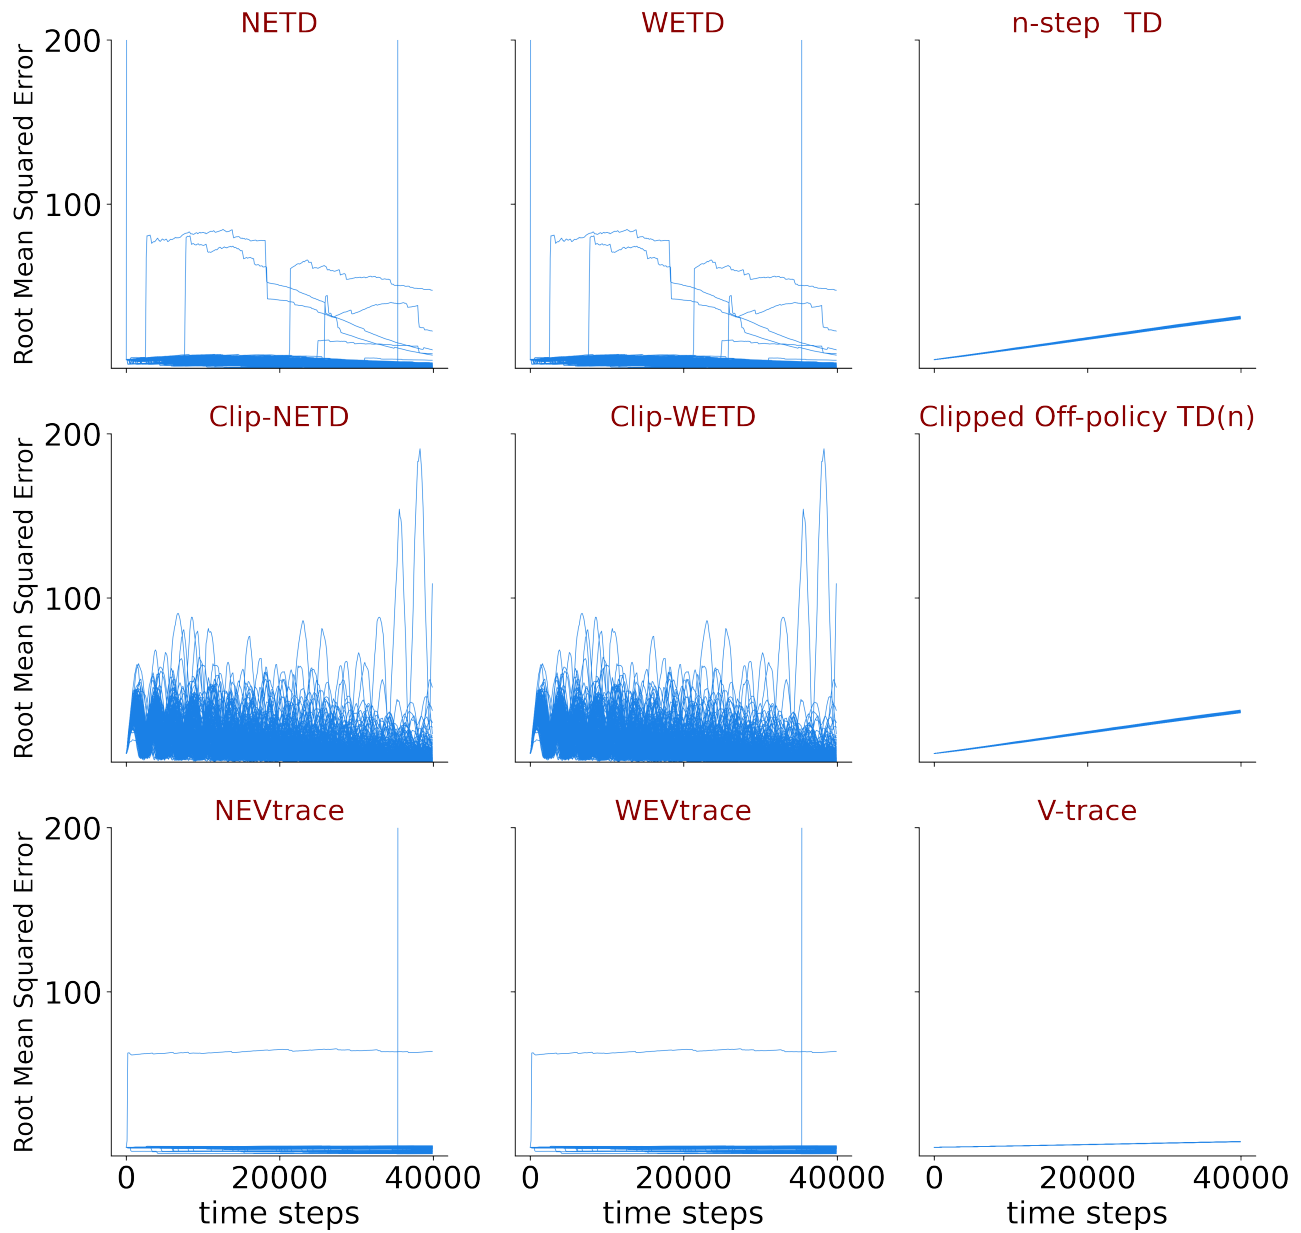 NETD
WETD
n-step TD
Root Mean Squared Error
200
100
Clip-NETD
Clip-WETD
Clipped Off-policy TD(n)
Root Mean Squared Error
200
100
NEVtrace
WEVtrace
V-trace
Root Mean Squared Error
200
100
0 20000 40000
0 20000 40000
0 20000 40000
time steps
time steps
time steps